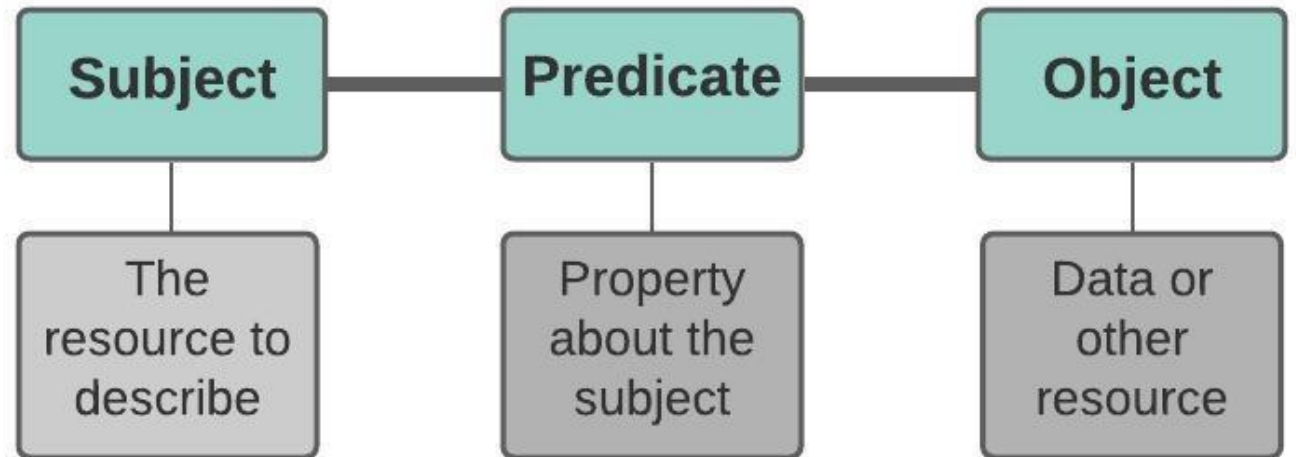 Subject
Predicate
Object
The
resource to
describe
Property
about the
subject
Data or
other
resource